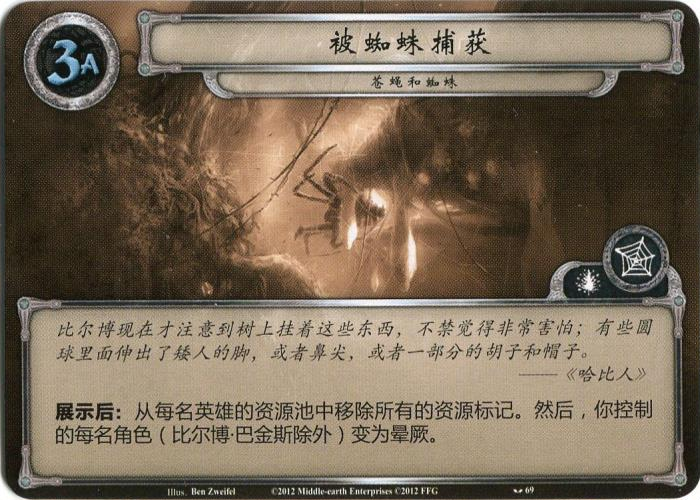 3A
被蜘蛛捕获
苍蝇和蜘蛛
比尔博现在才注意到树上挂着这些东西，不禁觉得非常害怕；有些圆
球里面伸出了矮人的脚，或者鼻尖，或者一部分的胡子和帽子。
——《哈比人》
展示后：从每名英雄的资源池中移除所有的资源标记。然后，你控制
的每名角色（比尔博·巴金斯除外）变为晕厥。
Illus. Ben Zweifel ©2012 Middle-earth Enterprises ©2012 FFG 69